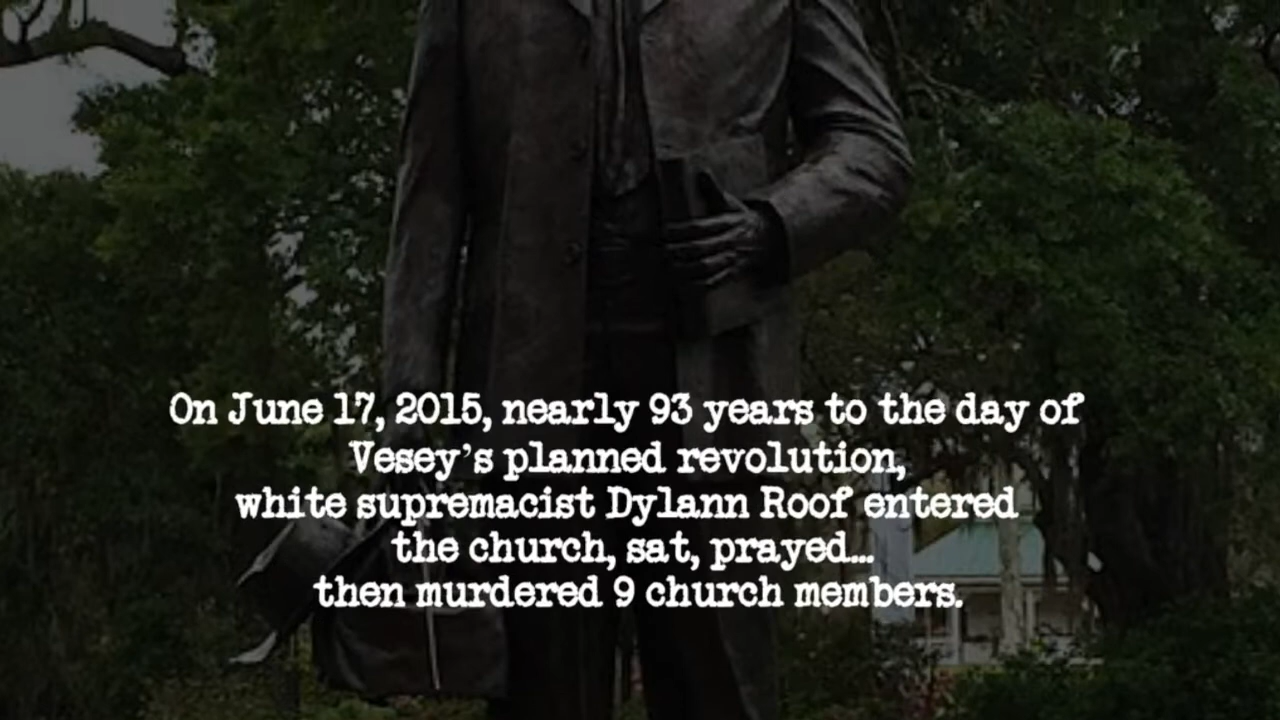 On June 17, 2015, nearly 93 years to the day of
Vesey's planned revolution,
white supremacist Dylann Roof entered
the church, sat, prayed...
then murdered 9 church members.